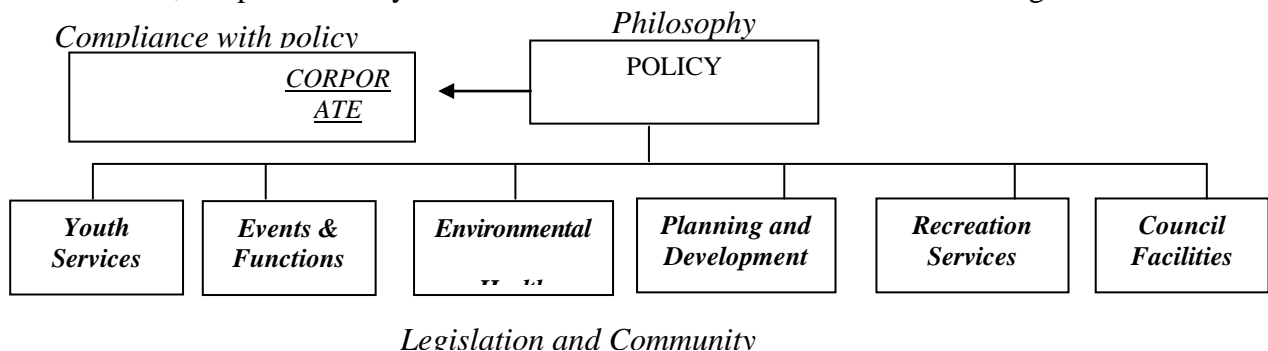 Philosophy
Compliance with policy
POLICY
CORPOR
ATE
Youth
Services
Events &
Functions
Environmental
Planning and
Development
Recreation
Services
Council
Facilities
Legislation and Community